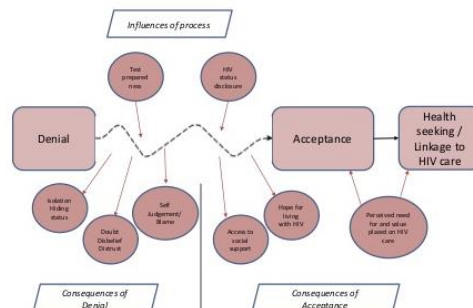 Influences of process
Test
prepared
ness
HIV
status
disclosure
Denial
Acceptance
Health
seeking /
Linkage to
HIV care
Isolation
Hiding
status
Doubt
Disbelief
Distrust
Self
Judgement/
Blame
Access to
social
support
Hope for
living
with HIV
Perceived need
for and value
placed on HIV
care
Consequences of
Denial
Consequences of
Acceptance